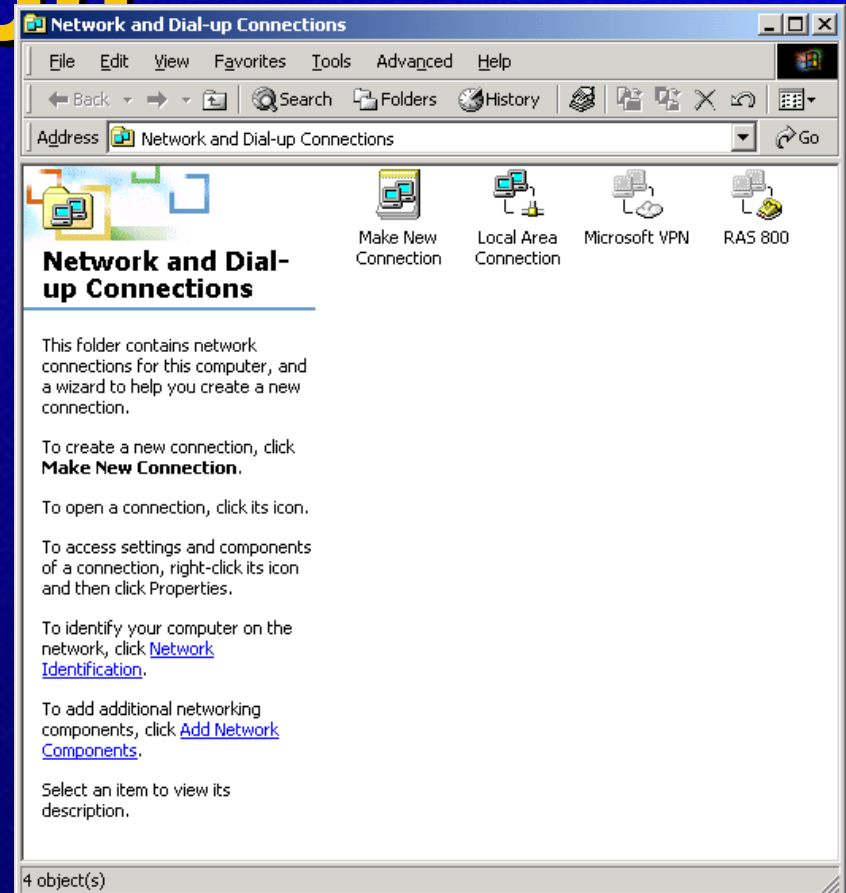 Network and Dial-up Connections
File Edit View Favorites Tools Advanced Help
Back Search Folders History
Address Network and Dial-up Connections Go
Make New Connection
Local Area Connection
Microsoft VPN
RAS 800
Network and Dial-
up Connections
This folder contains network
connections for this computer, and
a wizard to help you create a new
connection.
To create a new connection, click
Make New Connection.
To open a connection, click its icon.
To access settings and components
of a connection, right-click its icon
and then click Properties.
To identify your computer on the
network, click Network
Identification.
To add additional networking
components, click Add Network
Components.
Select an item to view its
description.
4 object(s)